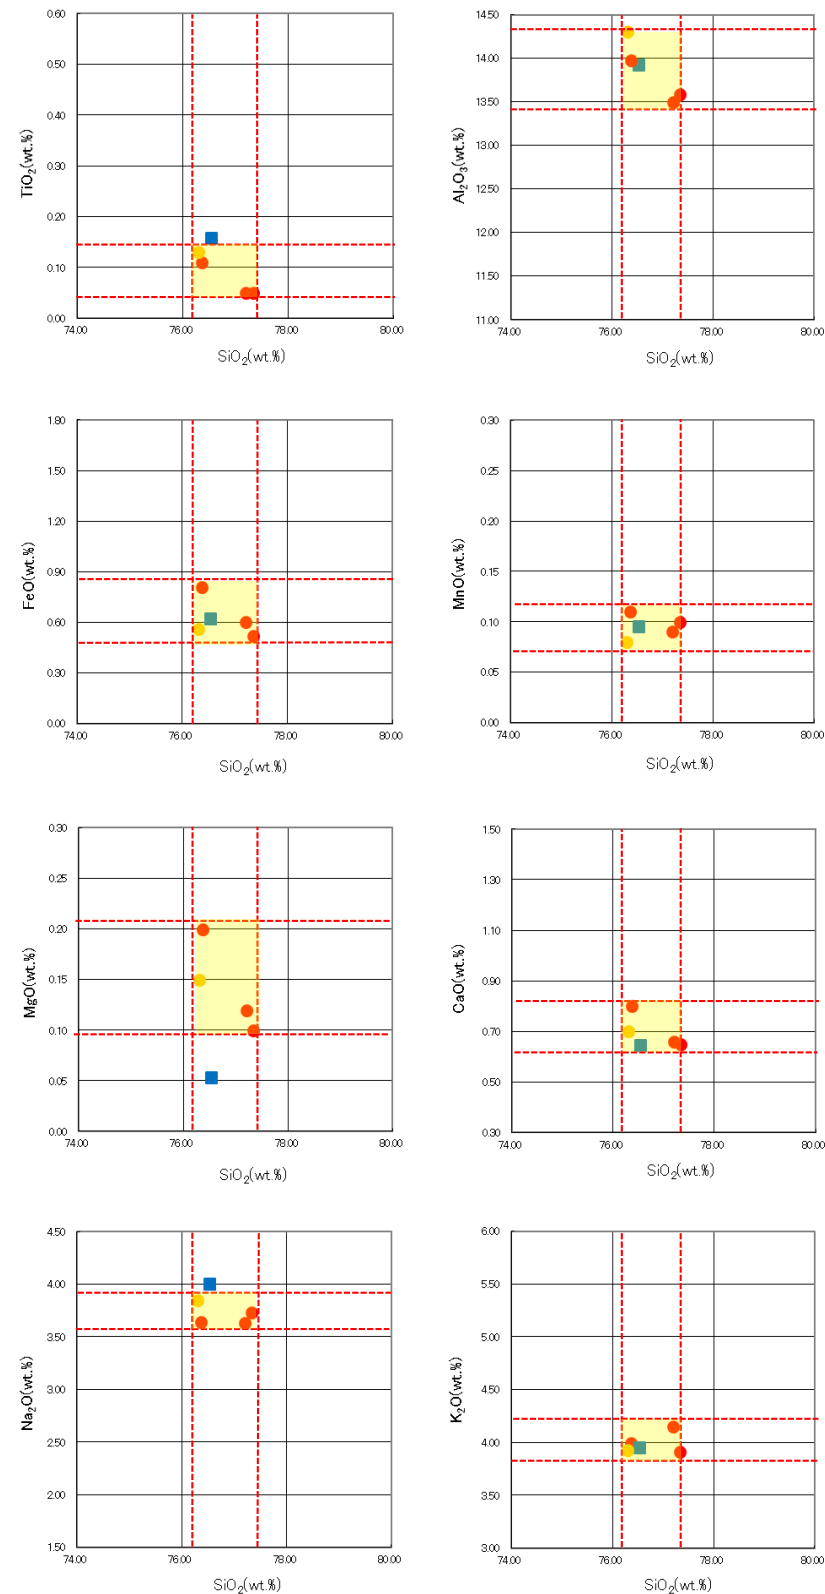 TiO2(wt.%)
0.60
0.50
0.40
0.30
0.20
0.10
0.00
74.00 76.00 78.00 80.00
SiO2(wt.%)
Al2O3(wt.%)
14.50
14.00
13.50
13.00
12.50
12.00
11.50
11.00
74.00 76.00 78.00 80.00
SiO2(wt.%)
FeO(wt.%)
1.80
1.50
1.20
0.90
0.60
0.30
0.00
74.00 76.00 78.00 80.00
SiO2(wt.%)
MnO(wt.%)
0.30
0.25
0.20
0.15
0.10
0.05
0.00
74.00 76.00 78.00 80.00
SiO2(wt.%)
MgO(wt.%)
0.30
0.25
0.20
0.15
0.10
0.05
0.00
74.00 76.00 78.00 80.00
SiO2(wt.%)
CaO(wt.%)
1.50
1.30
1.10
0.90
0.70
0.50
0.30
74.00 76.00 78.00 80.00
SiO2(wt.%)
Na2O(wt.%)
4.50
4.00
3.50
3.00
2.50
2.00
1.50
74.00 76.00 78.00 80.00
SiO2(wt.%)
K2O(wt.%)
6.00
5.50
5.00
4.50
4.00
3.50
3.00
74.00 76.00 78.00 80.00
SiO2(wt.%)